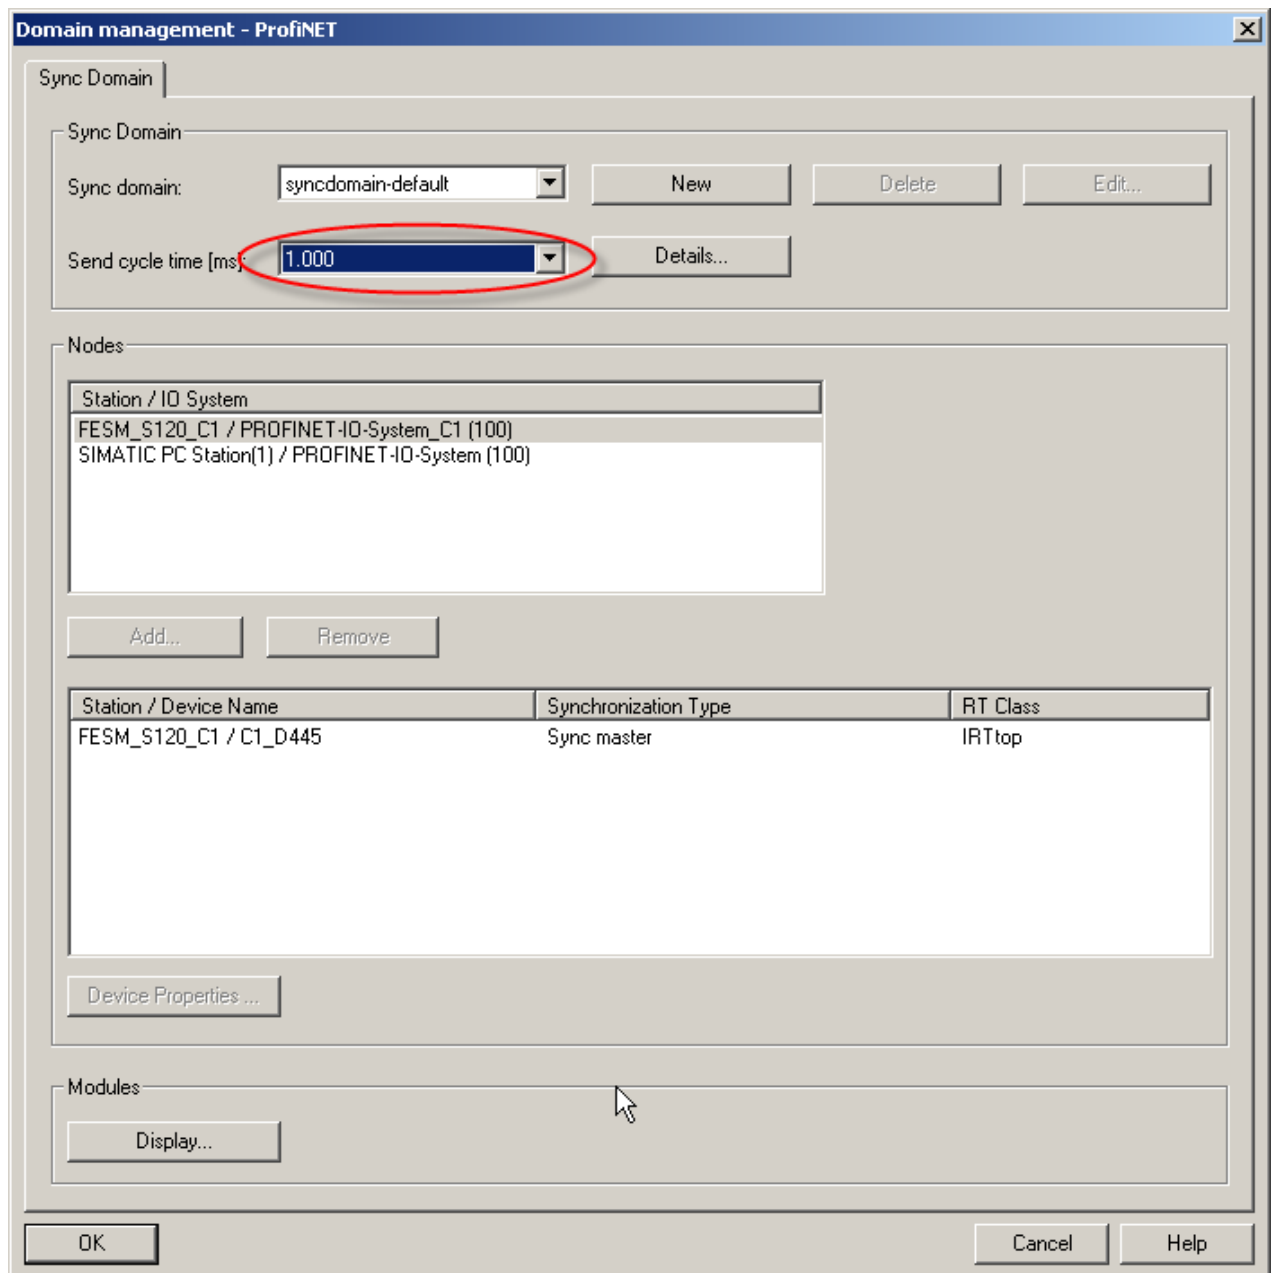 Domain management - ProfiNET
Sync Domain
Sync Domain
Sync domain: syncdomain-default New Delete Edit...
Send cycle time [ms]: 1.000 Details...
Nodes
Station / IO System
FESM_S120_C1 / PROFINET-IO-System_C1 (100)
SIMATIC PC Station(1) / PROFINET-IO-System (100)
Add... Remove
Station / Device Name Synchronization Type RT Class
FESM_S120_C1 / C1_D445 Sync master IRTtop
Device Properties ...
Modules
Display...
OK Cancel Help